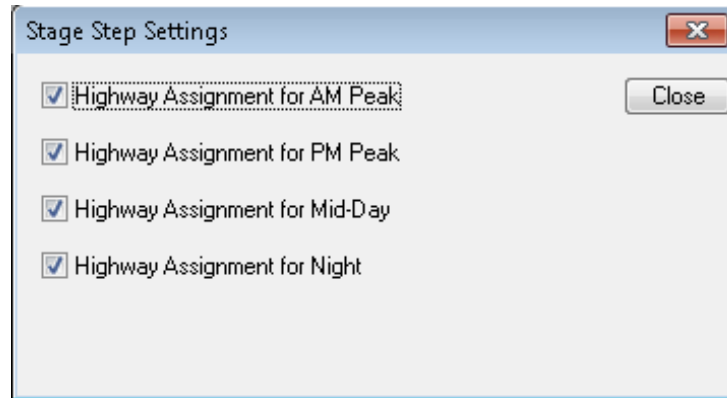 Stage Step Settings
Highway Assignment for AM Peak
Close
Highway Assignment for PM Peak
Highway Assignment for Mid-Day
Highway Assignment for Night